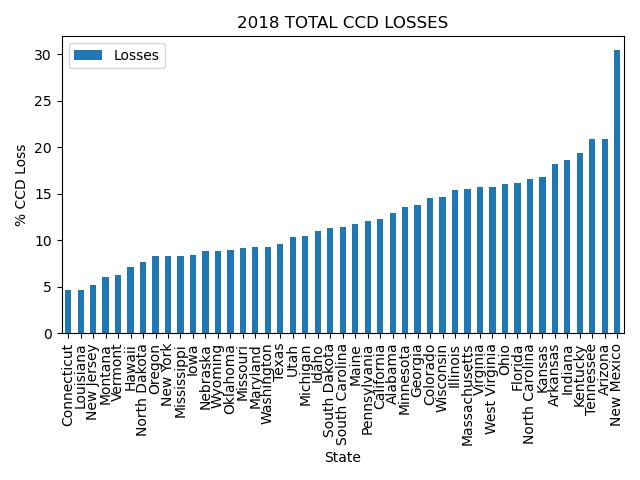 2018 TOTAL CCD LOSSES
Losses
% CCD Loss
30
25
20
15
10
5
0
Connecticut
Louisiana
New Jersey
Montana
Vermont
Hawaii
North Dakota
Oregon
New York
Mississippi
Iowa
Nebraska
Wyoming
Oklahoma
Missouri
Maryland
Washington
Texas
Utah
Michigan
Idaho
South Dakota
South Carolina
Maine
Pennsylvania
California
Alabama
Minnesota
Georgia
Colorado
Wisconsin
Illinois
Massachusetts
Virginia
West Virginia
Ohio
Florida
North Carolina
Kansas
Arkansas
Indiana
Kentucky
Tennessee
Arizona
New Mexico
State